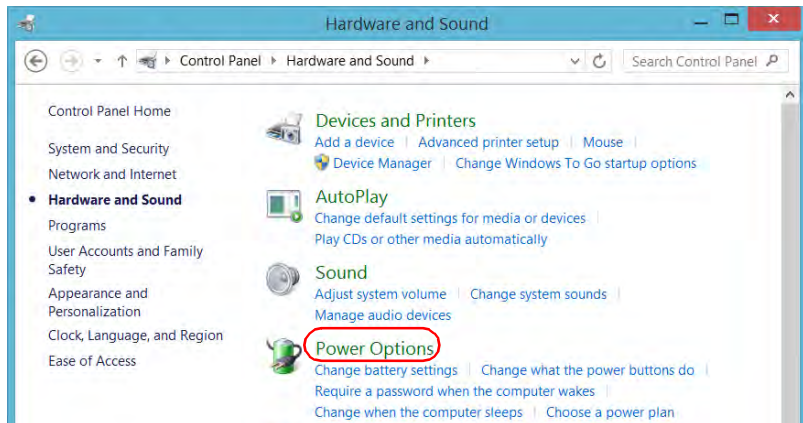 Hardware and Sound
Control Panel Hardware and Sound
Search Control Panel
Control Panel Home
System and Security
Network and Internet
Hardware and Sound
Programs
User Accounts and Family
Safety
Appearance and
Personalization
Clock, Language, and Region
Ease of Access
Devices and Printers
Add a device Advanced printer setup Mouse
Device Manager Change Windows To Go startup options
AutoPlay
Change default settings for media or devices
Play CDs or other media automatically
Sound
Adjust system volume Change system sounds
Manage audio devices
Power Options
Change battery settings Change what the power buttons do
Require a password when the computer wakes
Change when the computer sleeps Choose a power plan